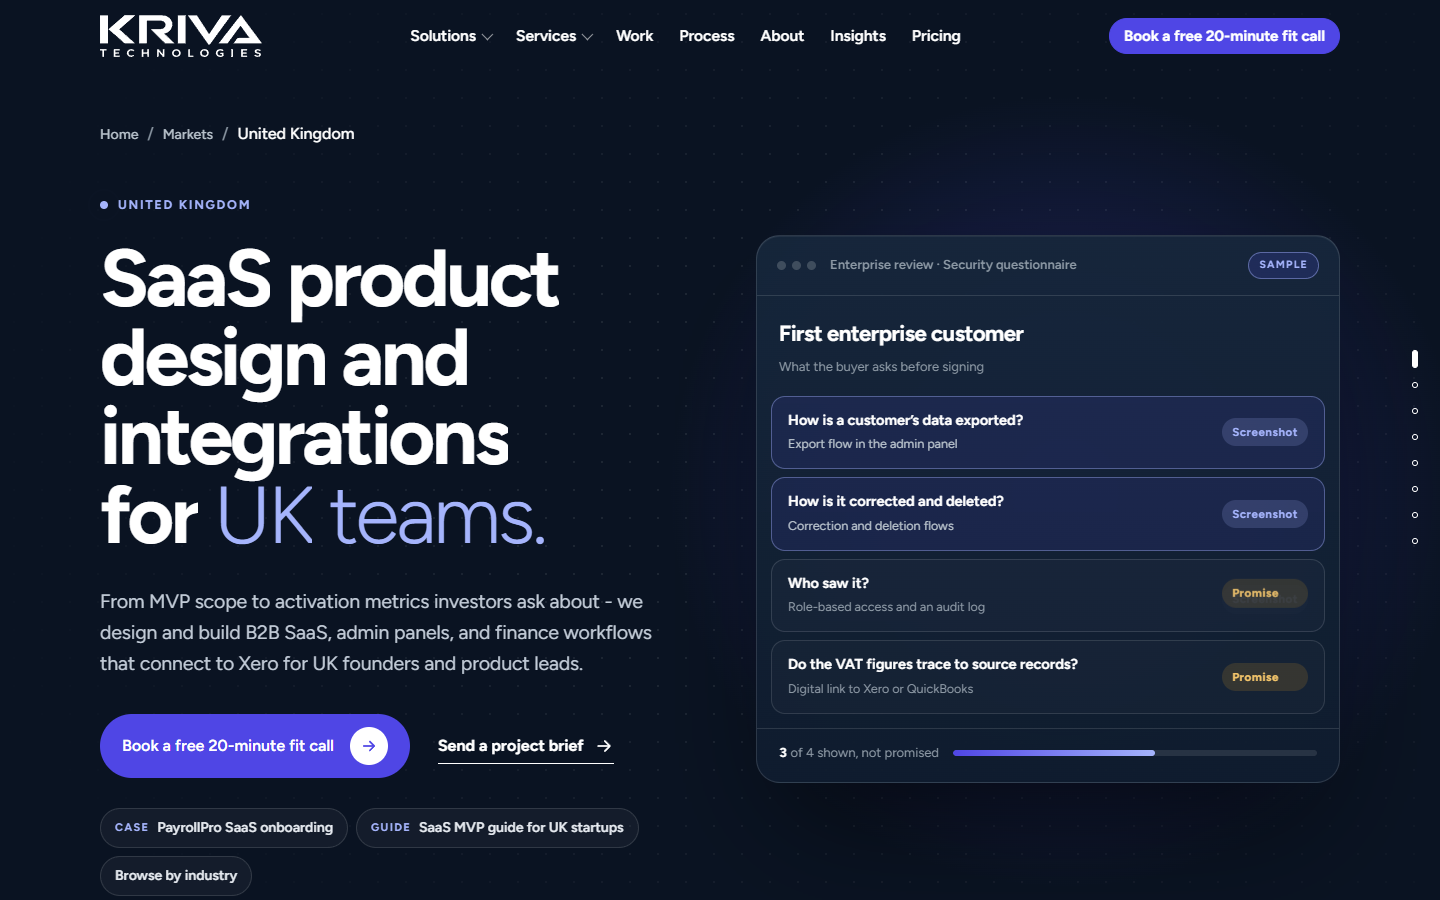 KRIVA
TECHNOLOGIES
Solutions
Services
Work
Process
About
Insights
Pricing
Book a free 20-minute fit call
Home / Markets / United Kingdom
UNITED KINGDOM
SaaS product
design and
integrations
for UK teams.
From MVP scope to activation metrics investors ask about - we
design and build B2B SaaS, admin panels, and finance workflows
that connect to Xero for UK founders and product leads.
Book a free 20-minute fit call
Send a project brief
CASE PayrollPro SaaS onboarding
GUIDE SaaS MVP guide for UK startups
Browse by industry
Enterprise review · Security questionnaire
SAMPLE
First enterprise customer
What the buyer asks before signing
How is a customer’s data exported?
Export flow in the admin panel
Screenshot
How is it corrected and deleted?
Correction and deletion flows
Screenshot
Who saw it?
Role-based access and an audit log
Promise
Do the VAT figures trace to source records?
Digital link to Xero or QuickBooks
Promise
3 of 4 shown, not promised